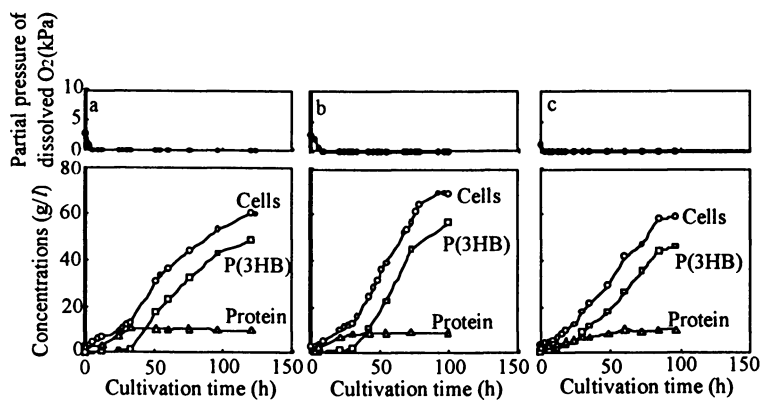 Partial pressure of
dissolved O2(kPa)
10
5
0
a
b
c
Concentrations (g/l)
80
60
40
20
0
Cells
P(3HB)
Protein
Cells
P(3HB)
Protein
Cells
P(3HB)
Protein
0 50 100 150 0 50 100 150 0 50 100 150
Cultivation time (h) Cultivation time (h) Cultivation time (h)